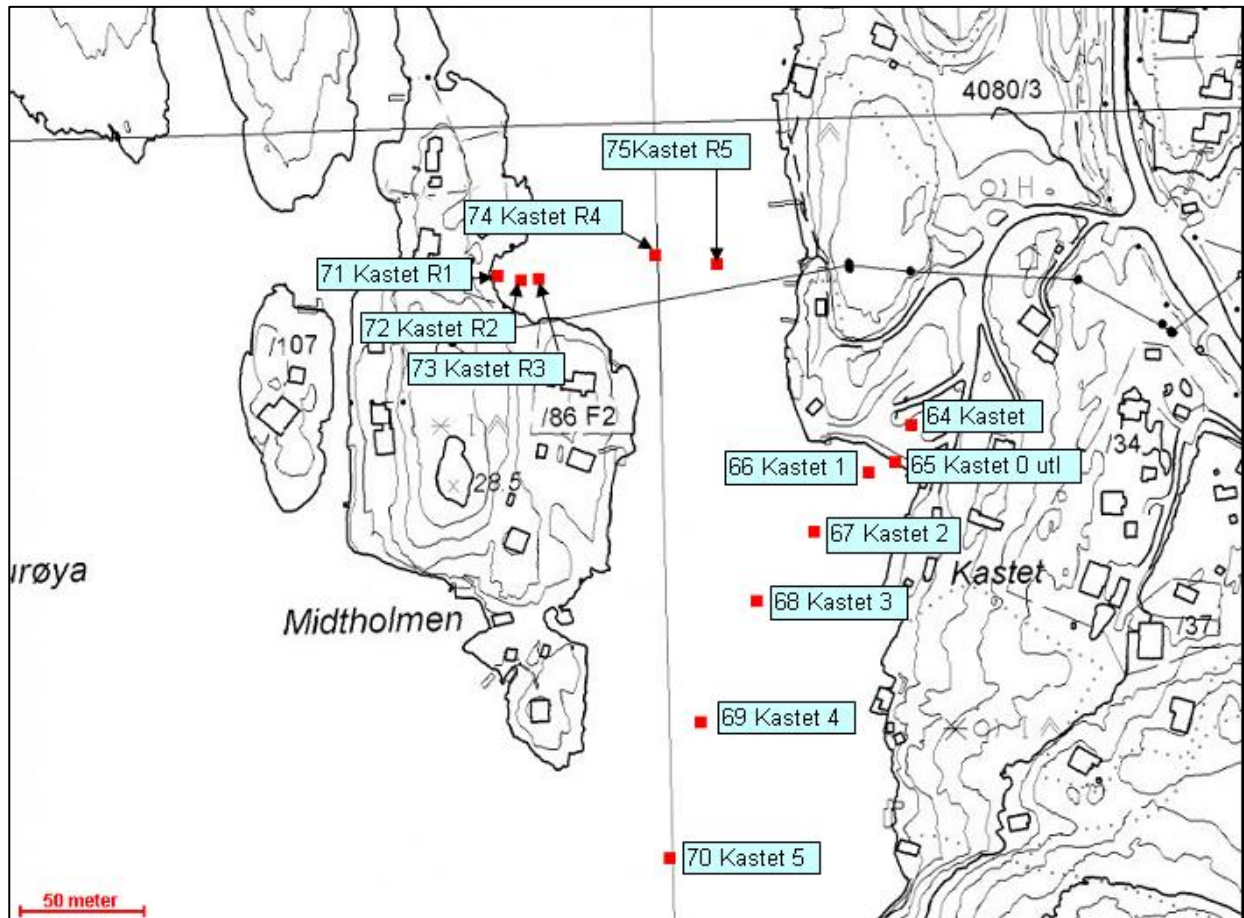 4080/3
75Kastet R5
H
74 Kastet R4
71 Kastet R1
72 Kastet R2
/107
73 Kastet R3
/86 F2
64 Kastet
/34
66 Kastet 1
65 Kastet 0 utl
28.5
67 Kastet 2
urøya
Kastet
68 Kastet 3
Midtholmen
/37
69 Kastet 4
70 Kastet 5
50 meter